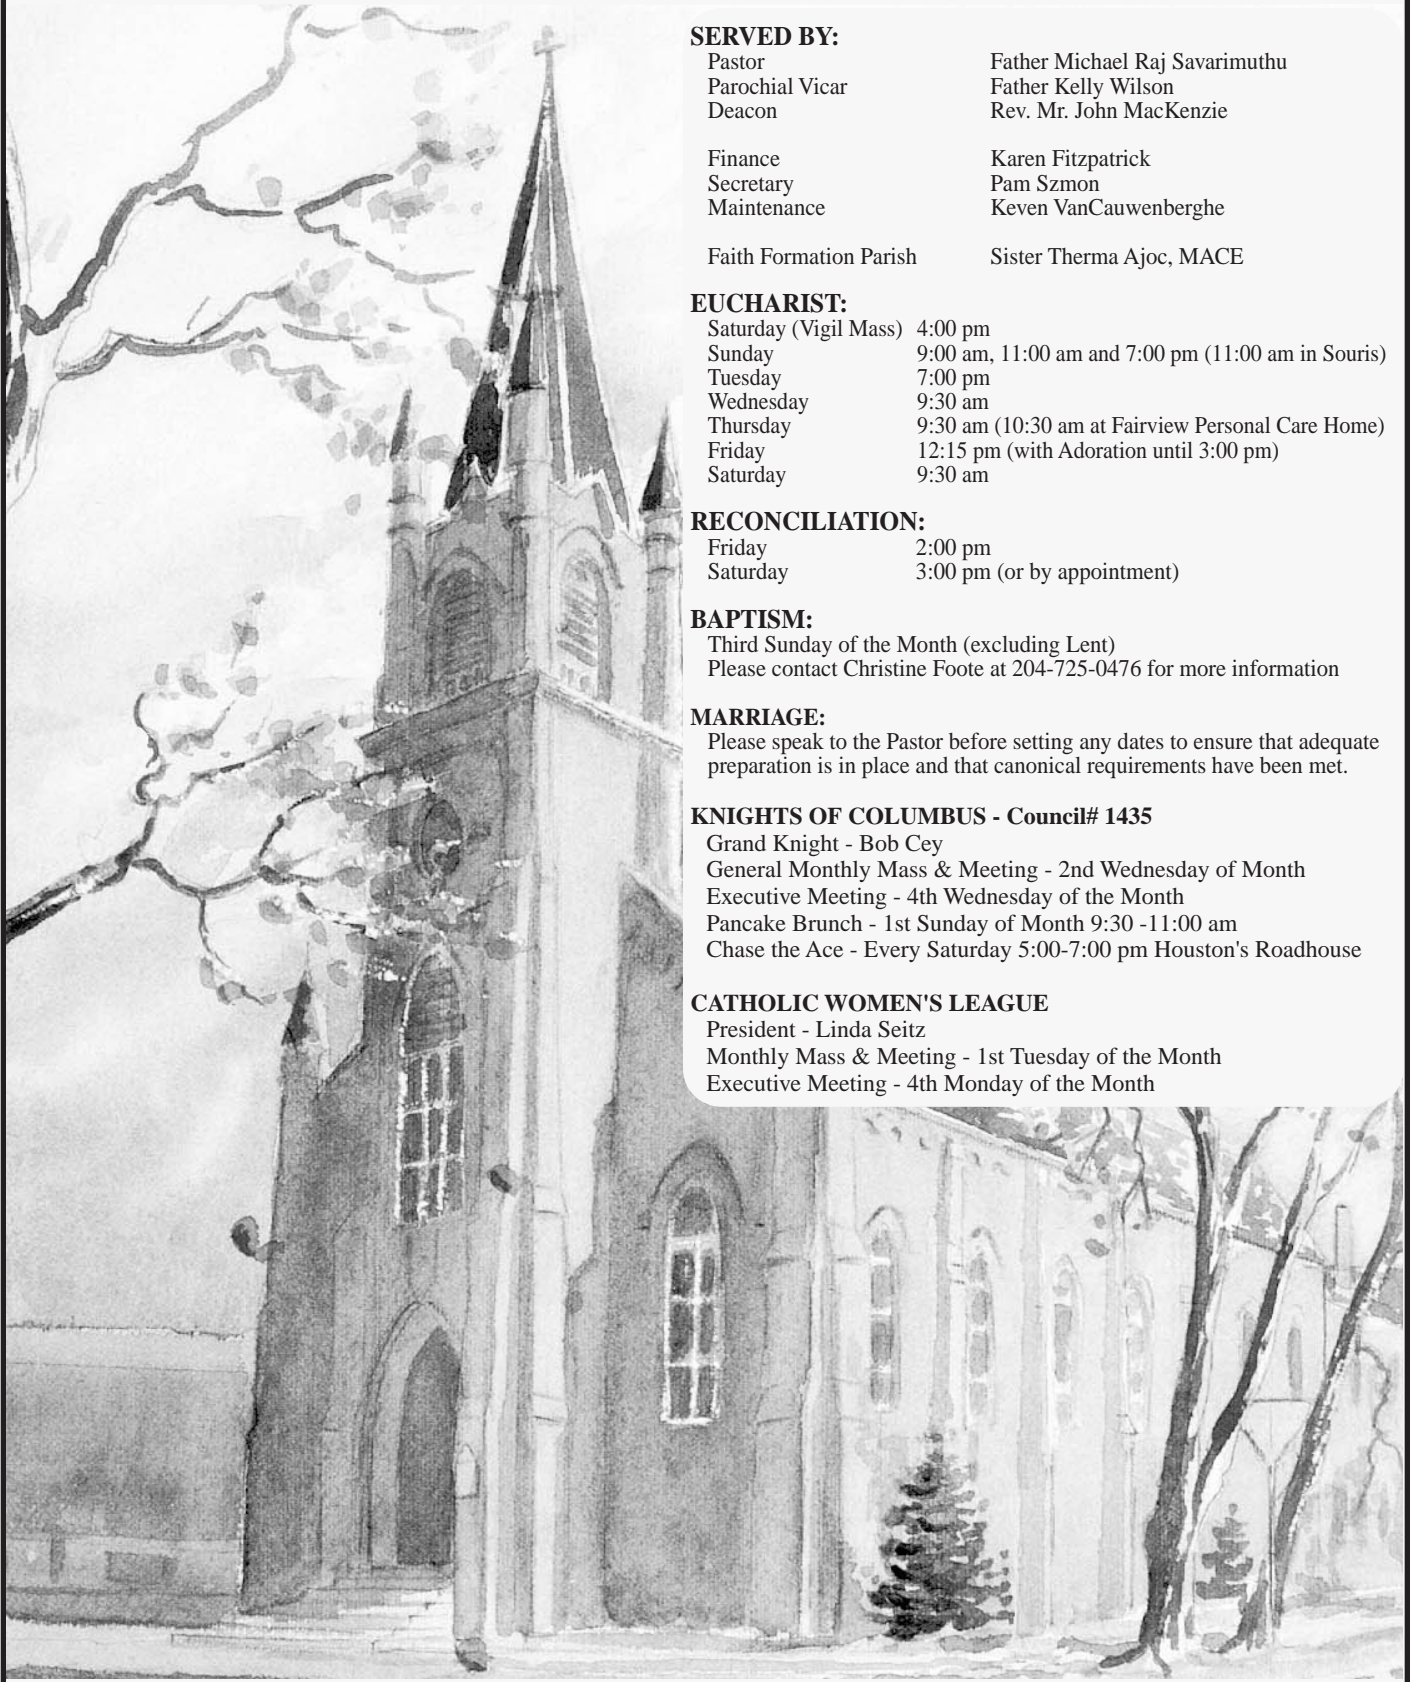 SERVED BY:
Pastor Father Michael Raj Savarimuthu
Parochial Vicar Father Kelly Wilson
Deacon Rev. Mr. John MacKenzie
Finance Karen Fitzpatrick
Secretary Pam Szmon
Maintenance Keven VanCauwenberghe
Faith Formation Parish Sister Therma Ajoc, MACE
EUCHARIST:
Saturday (Vigil Mass) 4:00 pm
Sunday 9:00 am, 11:00 am and 7:00 pm (11:00 am in Souris)
Tuesday 7:00 pm
Wednesday 9:30 am
Thursday 9:30 am (10:30 am at Fairview Personal Care Home)
Friday 12:15 pm (with Adoration until 3:00 pm)
Saturday 9:30 am
RECONCILIATION:
Friday 2:00 pm
Saturday 3:00 pm (or by appointment)
BAPTISM:
Third Sunday of the Month (excluding Lent)
Please contact Christine Foote at 204-725-0476 for more information
MARRIAGE:
Please speak to the Pastor before setting any dates to ensure that adequate
preparation is in place and that canonical requirements have been met.
KNIGHTS OF COLUMBUS - Council# 1435
Grand Knight - Bob Cey
General Monthly Mass & Meeting - 2nd Wednesday of Month
Executive Meeting - 4th Wednesday of the Month
Pancake Brunch - 1st Sunday of Month 9:30 -11:00 am
Chase the Ace - Every Saturday 5:00-7:00 pm Houston's Roadhouse
CATHOLIC WOMEN'S LEAGUE
President - Linda Seitz
Monthly Mass & Meeting - 1st Tuesday of the Month
Executive Meeting - 4th Monday of the Month